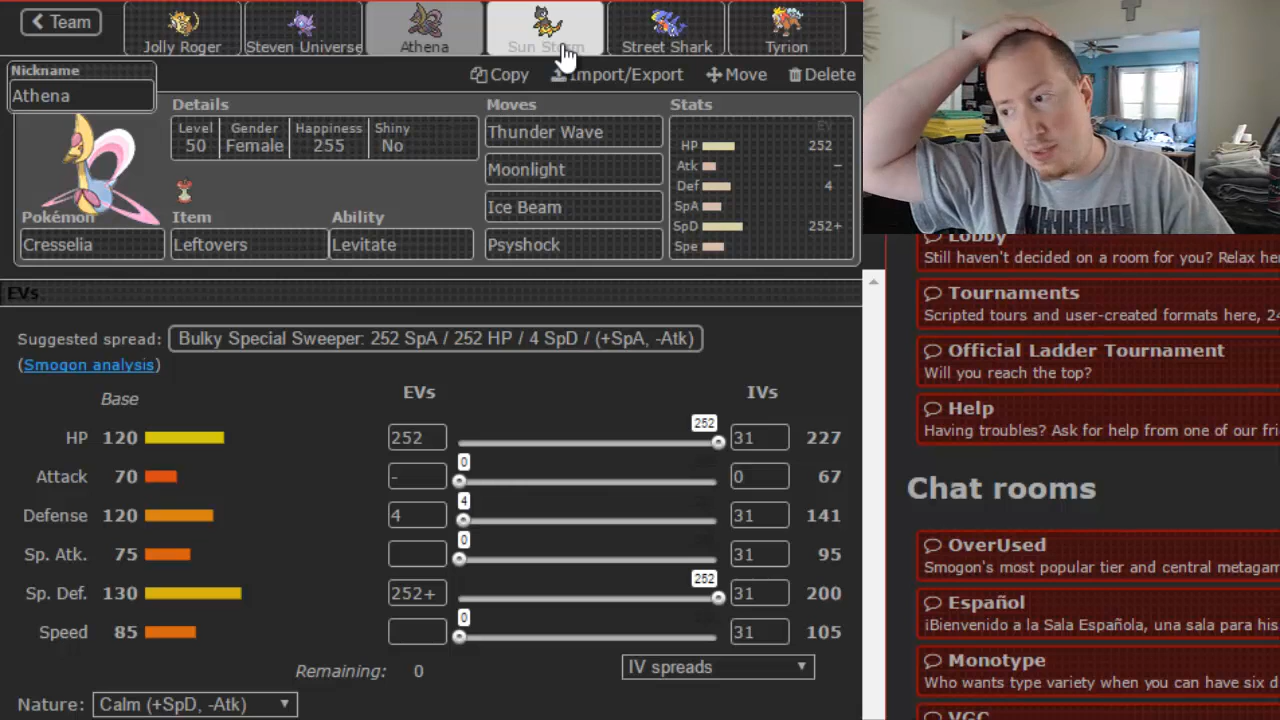 Team
Jolly Roger
Steven Universe
Athena
Sun Storm
Street Shark
Tyrion
Nickname
Athena
Copy
Import/Export
Move
Delete
Details
Level
50
Gender
Female
Happiness
255
Shiny
No
Moves
Thunder Wave
Moonlight
Ice Beam
Psyshock
Stats
EV
HP 252
Atk –
Def 4
SpA
SpD 252+
Spe
Pokémon
Cresselia
Item
Leftovers
Ability
Levitate
EVs
Suggested spread: Bulky Special Sweeper: 252 SpA / 252 HP / 4 SpD / (+SpA, -Atk)
(Smogon analysis)
Base EVs IVs
HP 120 252 252 31 227
Attack 70 - 0 0 67
Defense 120 4 4 31 141
Sp. Atk. 75 0 31 95
Sp. Def. 130 252+ 252 31 200
Speed 85 0 31 105
Remaining: 0
IV spreads
Nature: Calm (+SpD, -Atk)
Lobby
Still haven't decided on a room for you? Relax he
Tournaments
Scripted tours and user-created formats here, 24
Official Ladder Tournament
Will you reach the top?
Help
Having troubles? Ask for help from one of our fri
Chat rooms
OverUsed
Smogon's most popular tier and central metagam
Español
¡Bienvenido a la Sala Española, una sala para his
Monotype
Who wants type variety when you can have six d
VGC